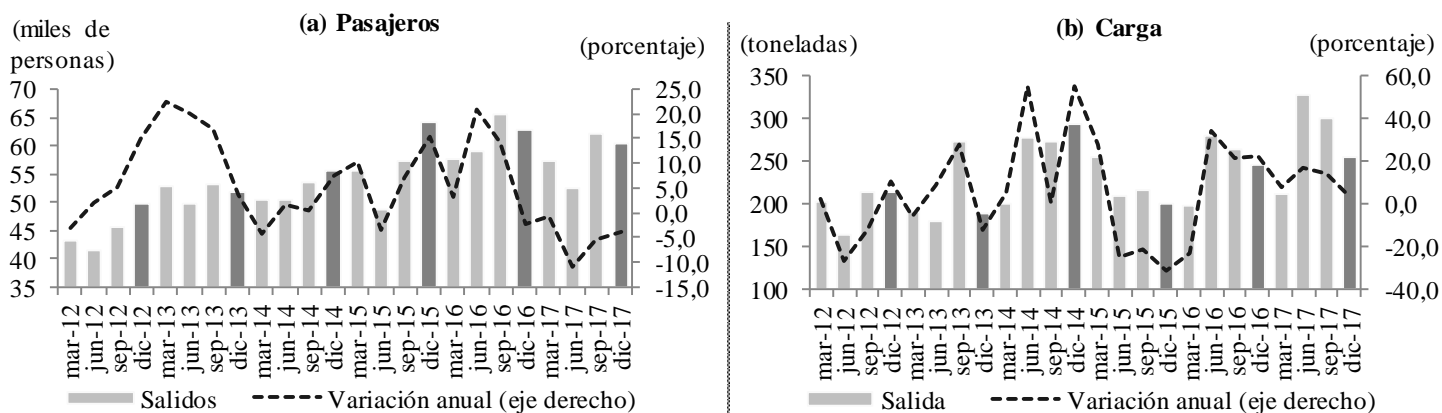 (a) Pasajeros
(miles de
personas)
(porcentaje)
70
65
60
55
50
45
40
35
25,0
20,0
15,0
10,0
5,0
0,0
-5,0
-10,0
-15,0
mar-12
jun-12
sep-12
dic-12
mar-13
jun-13
sep-13
dic-13
mar-14
jun-14
sep-14
dic-14
mar-15
jun-15
sep-15
dic-15
mar-16
jun-16
sep-16
dic-16
mar-17
jun-17
sep-17
dic-17
Salidos
Variación anual (eje derecho)
(b) Carga
(toneladas)
(porcentaje)
350
300
250
200
150
100
60,0
40,0
20,0
0,0
-20,0
-40,0
mar-12
jun-12
sep-12
dic-12
mar-13
jun-13
sep-13
dic-13
mar-14
jun-14
sep-14
dic-14
mar-15
jun-15
sep-15
dic-15
mar-16
jun-16
sep-16
dic-16
mar-17
jun-17
sep-17
dic-17
Salida
Variación anual (eje derecho)